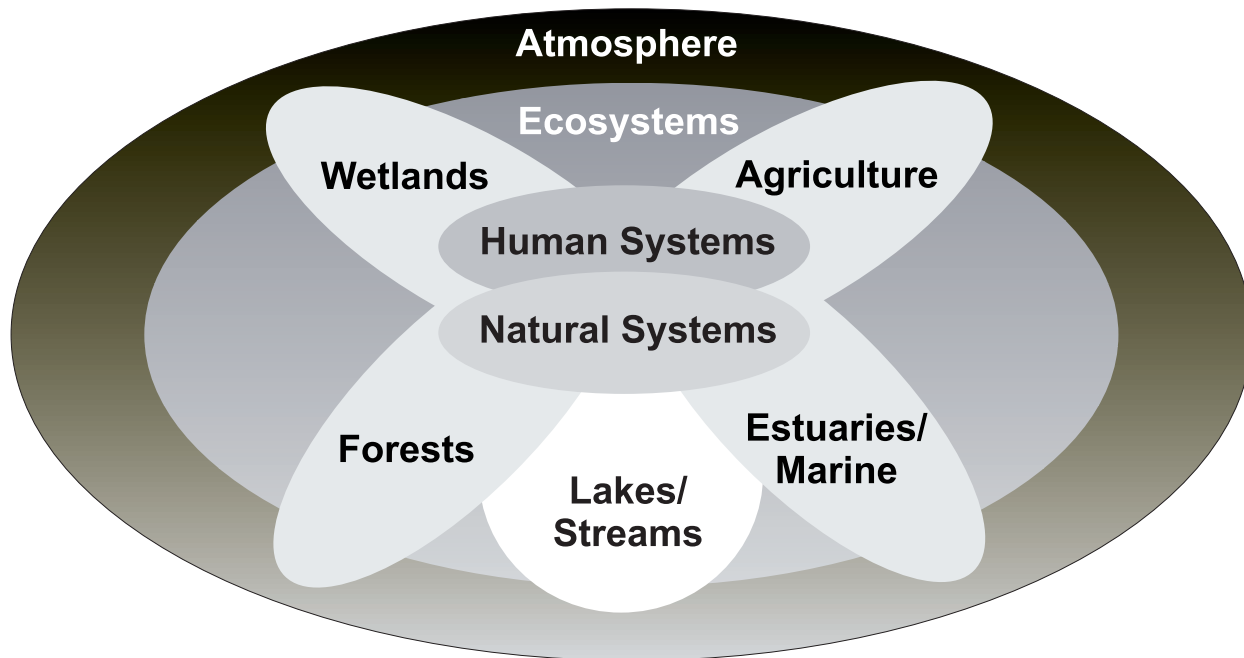 Atmosphere
Ecosystems
Wetlands
Agriculture
Human Systems
Natural Systems
Forests
Estuaries/
Marine
Lakes/
Streams